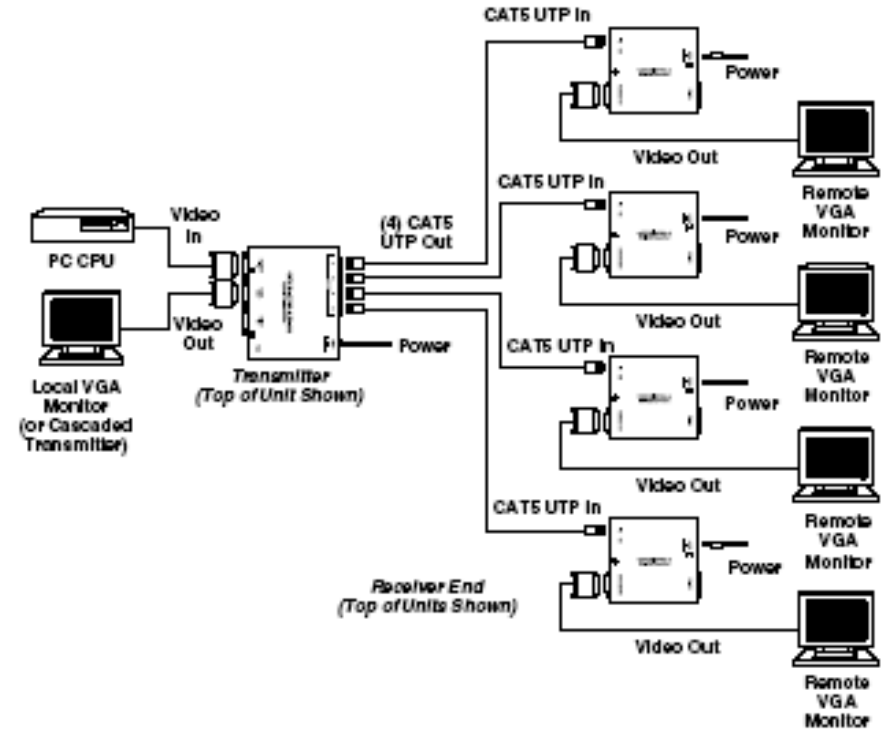 CAT5 UTP In
Power
Video Out
Remote
VGA
Monitor
CAT5 UTP In
Power
Video Out
Remote
VGA
Monitor
Video
In
(4) CAT5
UTP Out
PC CPU
Video
Out
Power
Transmitter
(Top of Unit Shown)
Local VGA
Monitor
(or Cascaded
Transmitter)
CAT5 UTP In
Power
Video Out
Remote
VGA
Monitor
CAT5 UTP In
Power
Receiver End
(Top of Units Shown)
Video Out
Remote
VGA
Monitor